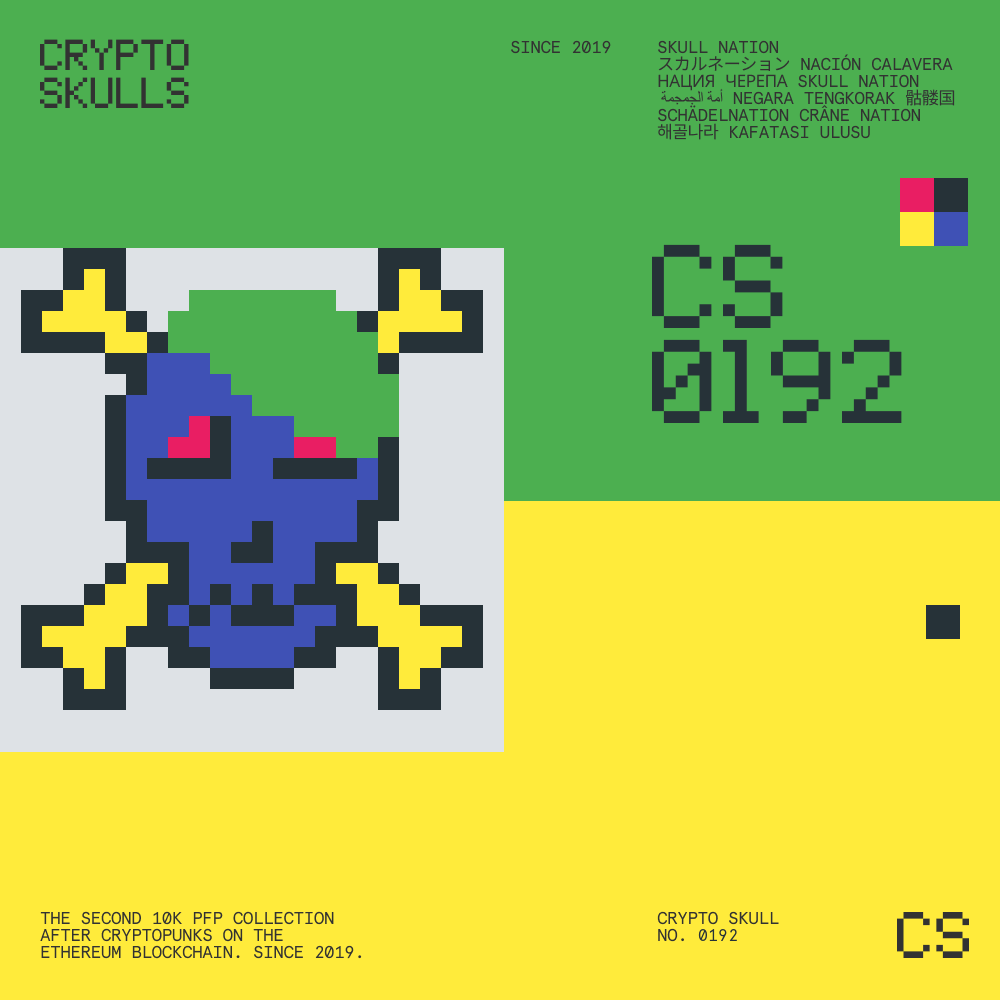 CRYPTO
SKULLS
SINCE 2019
SKULL NATION
スカルネーション NACIÓN CALAVERA
НАЦИЯ ЧЕРЕПА SKULL NATION
أمة الجمجمة NEGARA TENGKORAK 骷髅国
SCHÄDELNATION CRÂNE NATION
해골나라 KAFATASI ULUSU
CS
0192
THE SECOND 10K PFP COLLECTION
AFTER CRYPTOPUNKS ON THE
ETHEREUM BLOCKCHAIN. SINCE 2019.
CRYPTO SKULL
NO. 0192
CS